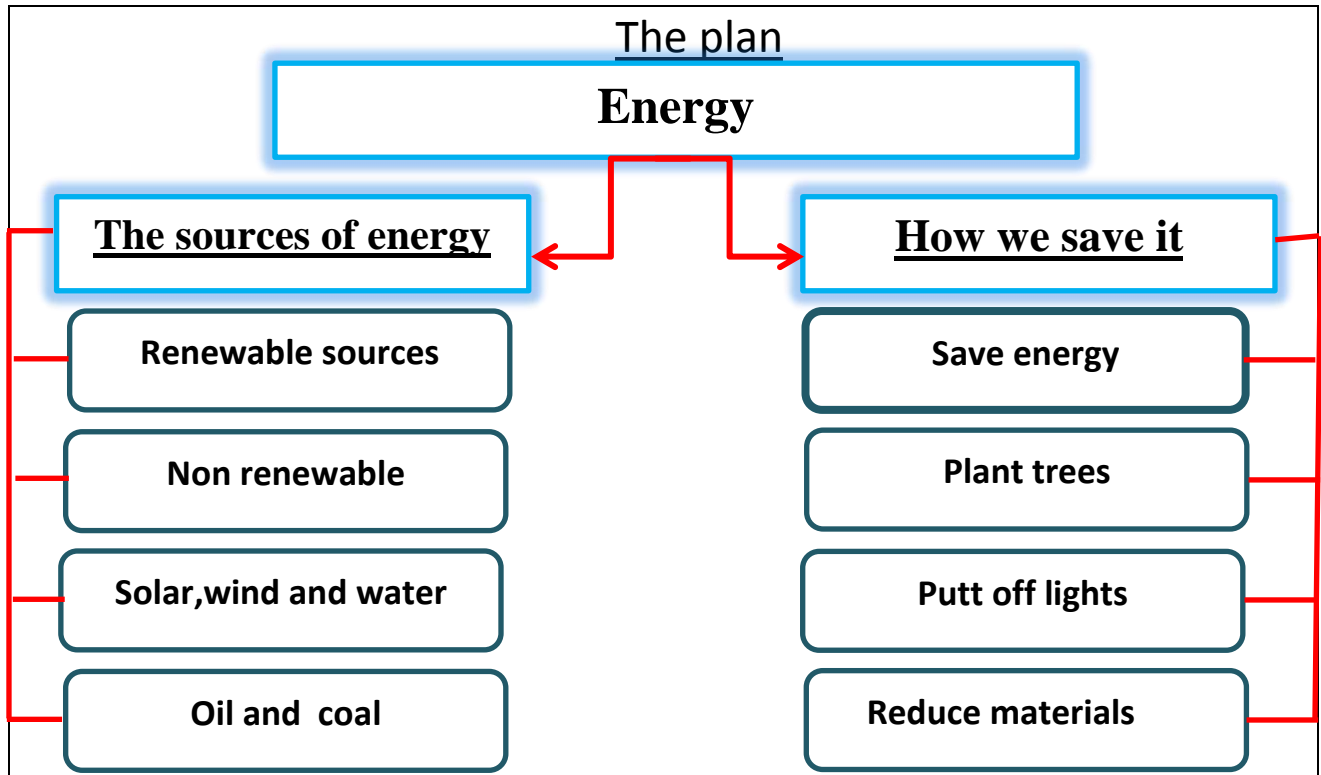 The plan
Energy
The sources of energy
Renewable sources
Non renewable
Solar,wind and water
Oil and  coal
How we save it
Save energy
Plant trees
Putt off lights
Reduce materials